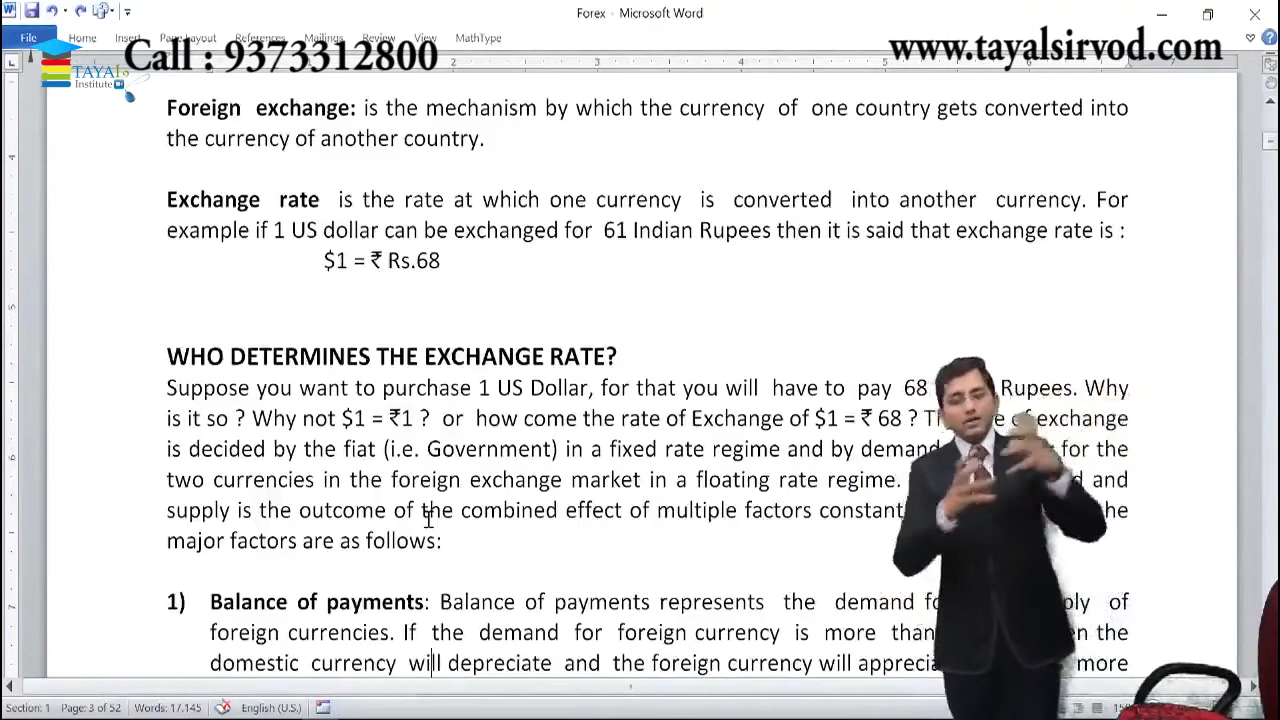 Forex - Microsoft Word
File Home Insert Page Layout References Mailings Review View MathType
Call : 9373312800
www.tayalsirvod.com
TAYAL
Institute
2 3 4 5 6
Foreign exchange: is the mechanism by which the currency of one country gets converted into
the currency of another country.
Exchange rate is the rate at which one currency is converted into another currency. For
example if 1 US dollar can be exchanged for 61 Indian Rupees then it is said that exchange rate is :
$1 = ₹ Rs.68
WHO DETERMINES THE EXCHANGE RATE?
Suppose you want to purchase 1 US Dollar, for that you will have to pay 68 Rupees. Why
is it so ? Why not $1 = ₹1 ? or how come the rate of Exchange of $1 = ₹ 68 ? exchange
is decided by the fiat (i.e. Government) in a fixed rate regime and by demand for the
two currencies in the foreign exchange market in a floating rate regime. and
supply is the outcome of the combined effect of multiple factors
major factors are as follows:
1) Balance of payments: Balance of payments represents the demand of
foreign currencies. If the demand for foreign currency is more than the
domestic currency will depreciate and the foreign currency will more
Section: 1 Page: 3 of 52 Words: 17,145 English (U.S.)